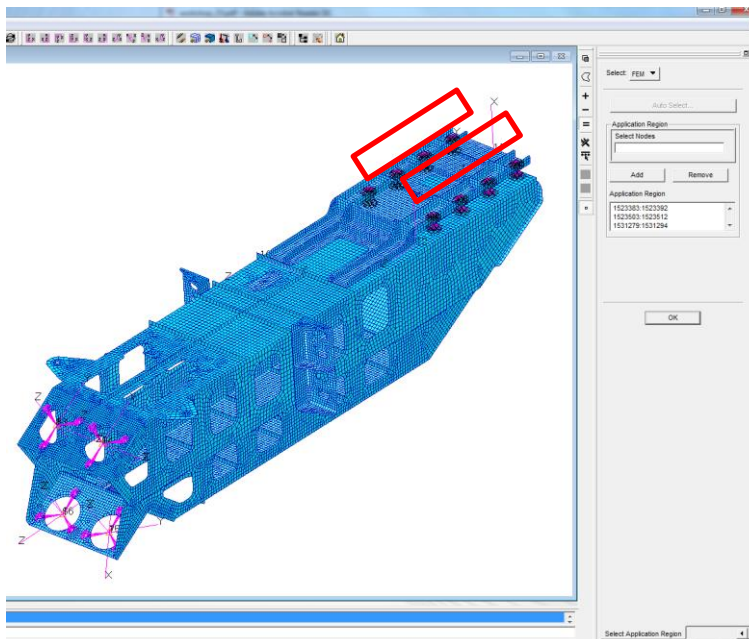 Select: FEM
Auto Select...
Application Region
Select Nodes
Add Remove
Application Region
1523383:1523392
1523503:1523512
1531279:1531294
OK
X
Z
Z
Z
Z
Z
Z
X
Select Application Region